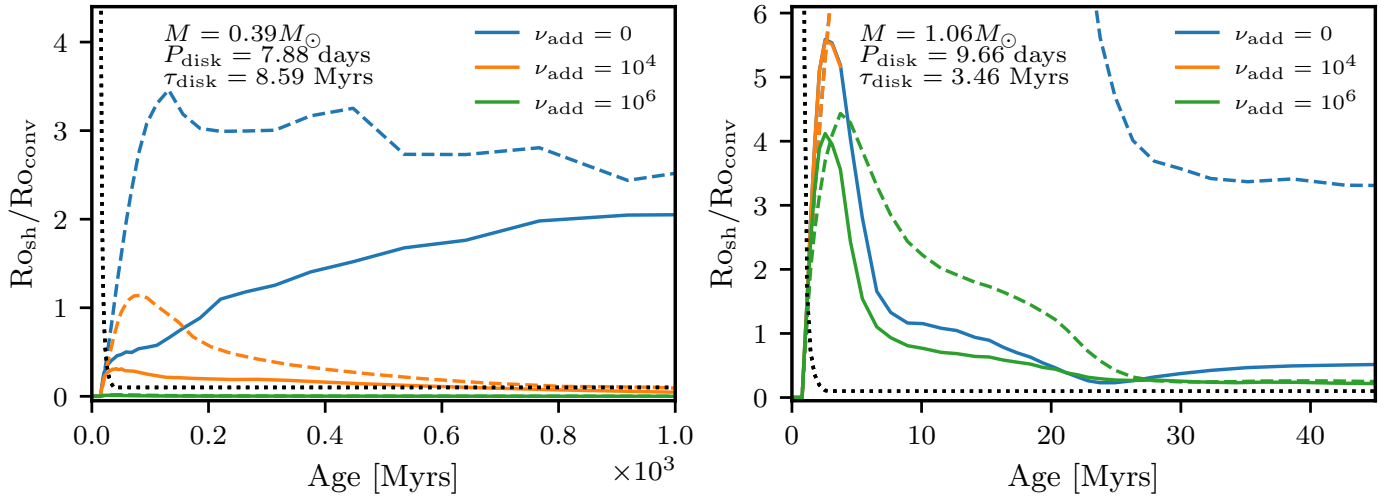 M = 0.39M☉
P_disk = 7.88 days
τ_disk = 8.59 Myrs
ν_add = 0
ν_add = 10^4
ν_add = 10^6
Ro_sh/Ro_conv
4
3
2
1
0
0.0 0.2 0.4 0.6 0.8 1.0
Age [Myrs]
×10^3
M = 1.06M☉
P_disk = 9.66 days
τ_disk = 3.46 Myrs
ν_add = 0
ν_add = 10^4
ν_add = 10^6
Ro_sh/Ro_conv
6
5
4
3
2
1
0
0 10 20 30 40
Age [Myrs]